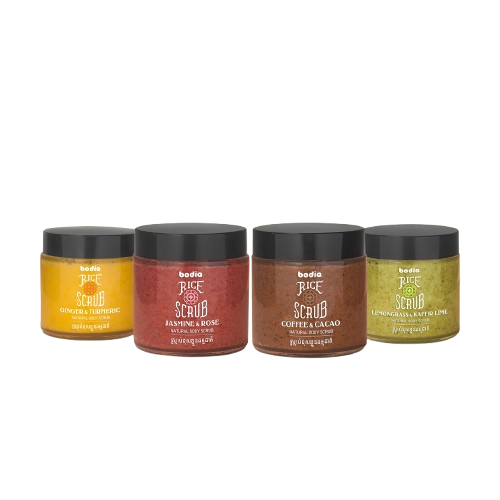 bodia
RICE
SCRUB
GINGER & TURMERIC
NATURAL BODY SCRUB
bodia
RICE
SCRUB
JASMINE & ROSE
NATURAL BODY SCRUB
bodia
RICE
SCRUB
COFFEE & CACAO
NATURAL BODY SCRUB
bodia
RICE
SCRUB
LEMONGRASS & KAFFIR LIME
NATURAL BODY SCRUB